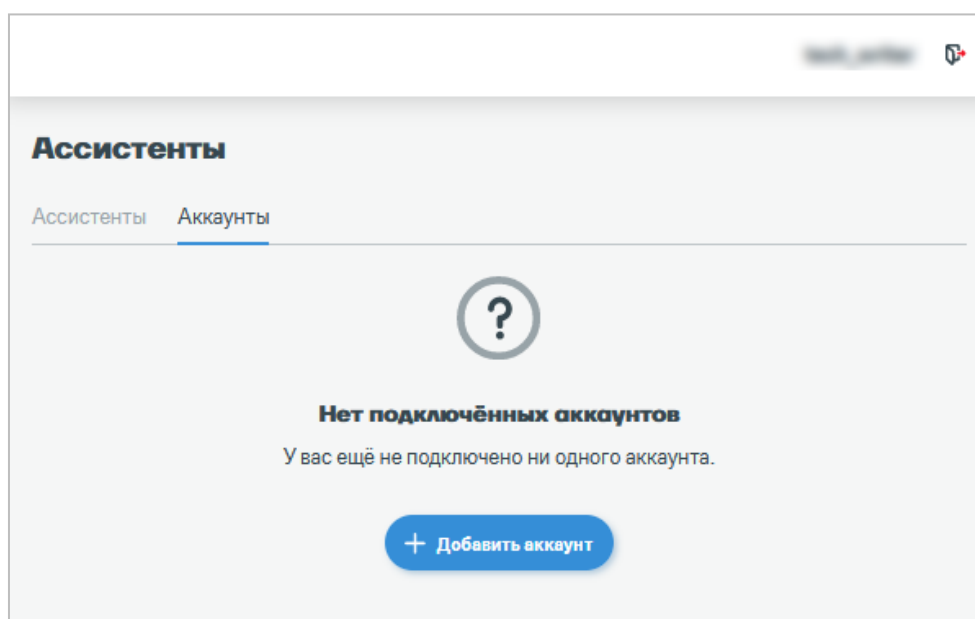 Ассистенты
Ассистенты Аккаунты
?
Нет подключённых аккаунтов
У вас ещё не подключено ни одного аккаунта.
+ Добавить аккаунт